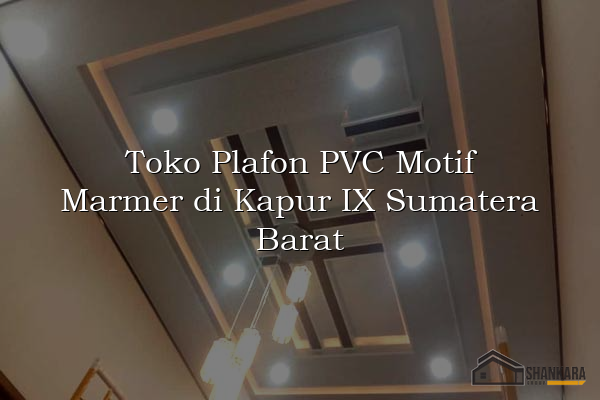 Toko Plafon PVC Motif
Marmer di Kapur IX Sumatera
Barat
SHANKARA